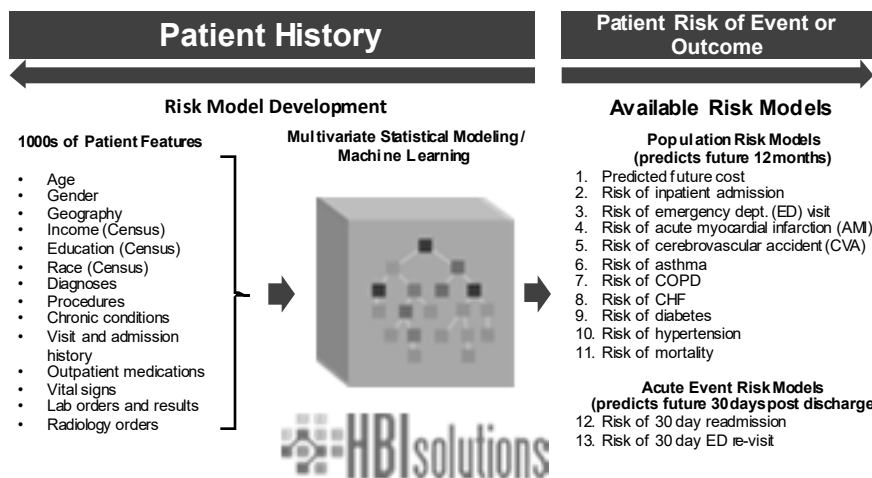 Patient History
Patient Risk of Event or
Outcome
Risk Model Development
1000s of Patient Features
• Age
• Gender
• Geography
• Income (Census)
• Education (Census)
• Race (Census)
• Diagnoses
• Procedures
• Chronic conditions
• Visit and admission
history
• Outpatient medications
• Vital signs
• Lab orders and results
• Radiology orders
Multivariate Statistical Modeling/
Machine Learning
HBIsolutions
Available Risk Models
Population Risk Models
(predicts future 12 months)
1. Predicted future cost
2. Risk of inpatient admission
3. Risk of emergency dept. (ED) visit
4. Risk of acute myocardial infarction (AMI)
5. Risk of cerebrovascular accident (CVA)
6. Risk of asthma
7. Risk of COPD
8. Risk of CHF
9. Risk of diabetes
10. Risk of hypertension
11. Risk of mortality
Acute Event Risk Models
(predicts future 30 days post discharge
12. Risk of 30 day readmission
13. Risk of 30 day ED re-visit